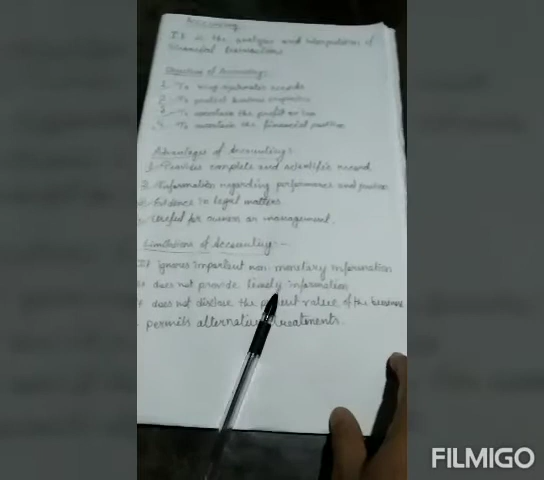 Accounting
It is the analysis and interpretation of
financial transactions
Objectives of Accounting:-
1. To keep systematic records
2. To protect business properties
3. To ascertain the profit or loss
4. To ascertain the financial position
Advantages of Accounting:-
1. Provides complete and scientific record
Information regarding performance and position
Evidence in legal matters
Useful for owners or management.
Limitations of Accounting:-
It ignores important non monetary information
It does not provide timely information
It does not disclose the present value of the business
permits alternative treatments.
FILMIGO